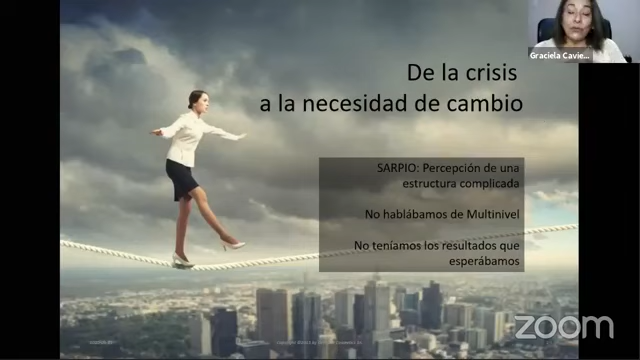 Graciela Cavie...
De la crisis
a la necesidad de cambio
SARPIO: Percepción de una
estructura complicada
No hablábamos de Multinivel
No teníamos los resultados que
esperábamos
zoom